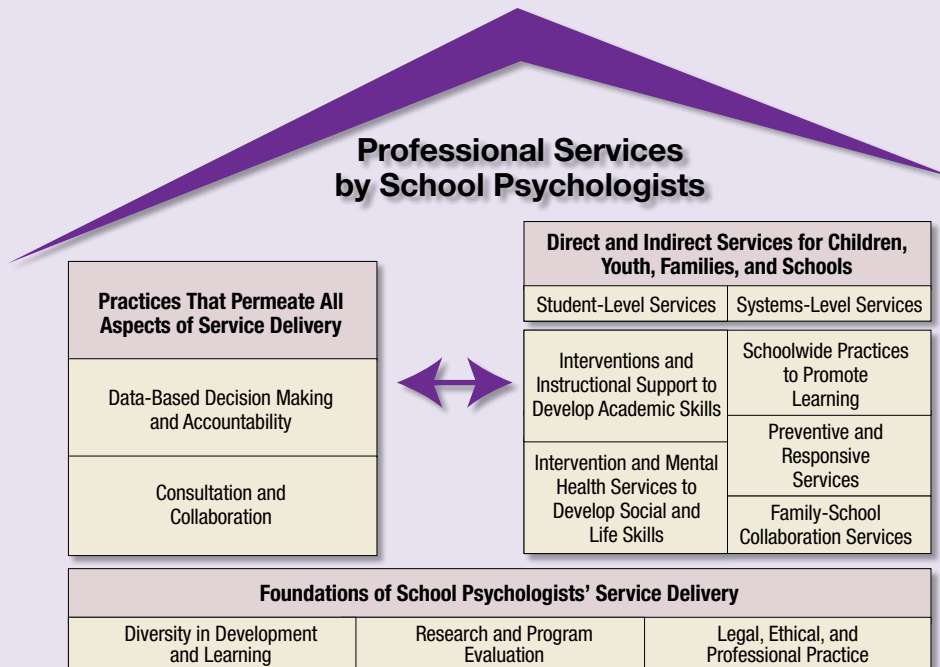 Professional Services
by School Psychologists
Practices That Permeate All
Aspects of Service Delivery
Data-Based Decision Making
and Accountability
Consultation and
Collaboration
Direct and Indirect Services for Children,
Youth, Families, and Schools
Student-Level Services
Systems-Level Services
Interventions and
Instructional Support to
Develop Academic Skills
Intervention and Mental
Health Services to
Develop Social and
Life Skills
Schoolwide Practices
to Promote
Learning
Preventive and
Responsive
Services
Family-School
Collaboration Services
Foundations of School Psychologists’ Service Delivery
Diversity in Development
and Learning
Research and Program
Evaluation
Legal, Ethical, and
Professional Practice